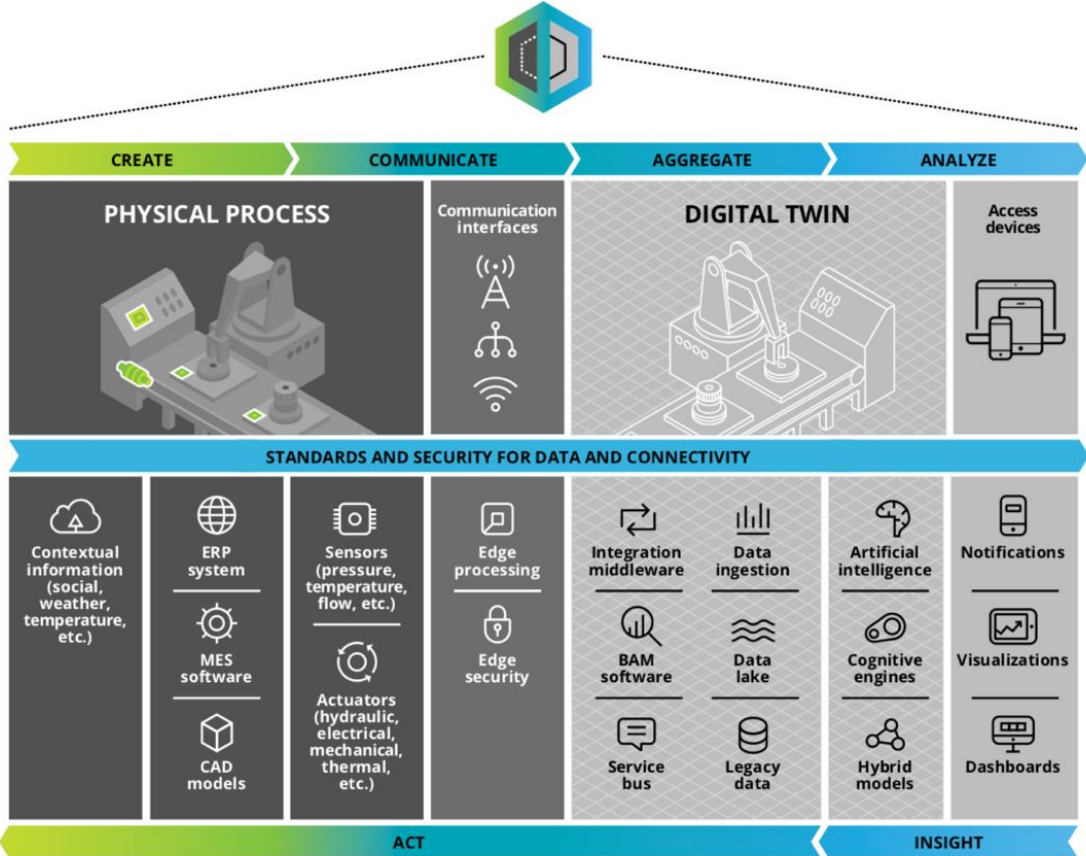 CREATE
COMMUNICATE
AGGREGATE
ANALYZE
PHYSICAL PROCESS
Communication
interfaces
DIGITAL TWIN
Access
devices
STANDARDS AND SECURITY FOR DATA AND CONNECTIVITY
Contextual
information
(social,
weather,
temperature,
etc.)
ERP
system
MES
software
CAD
models
Sensors
(pressure,
temperature,
flow, etc.)
Actuators
(hydraulic,
electrical,
mechanical,
thermal,
etc.)
Edge
processing
Edge
security
Integration
middleware
BAM
software
Service
bus
Data
ingestion
Data
lake
Legacy
data
Artificial
intelligence
Cognitive
engines
Hybrid
models
Notifications
Visualizations
Dashboards
ACT
INSIGHT